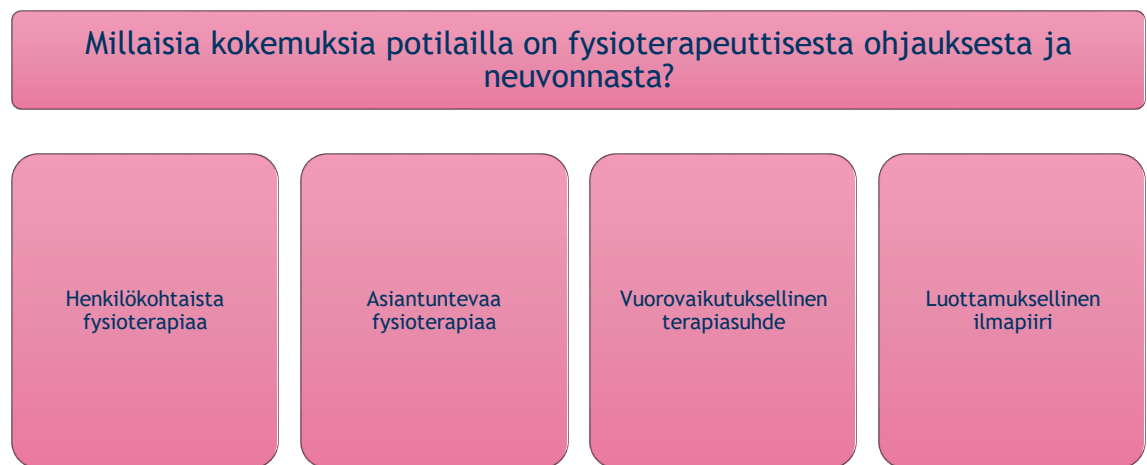 Millaisia kokemuksia potilailla on fysioterapeuttisesta ohjauksesta ja
neuvonnasta?
Henkilökohtaista
fysioterapiaa
Asiantuntevaa
fysioterapiaa
Vuorovaikutuksellinen
terapiasuhde
Luottamuksellinen
ilmapiiri